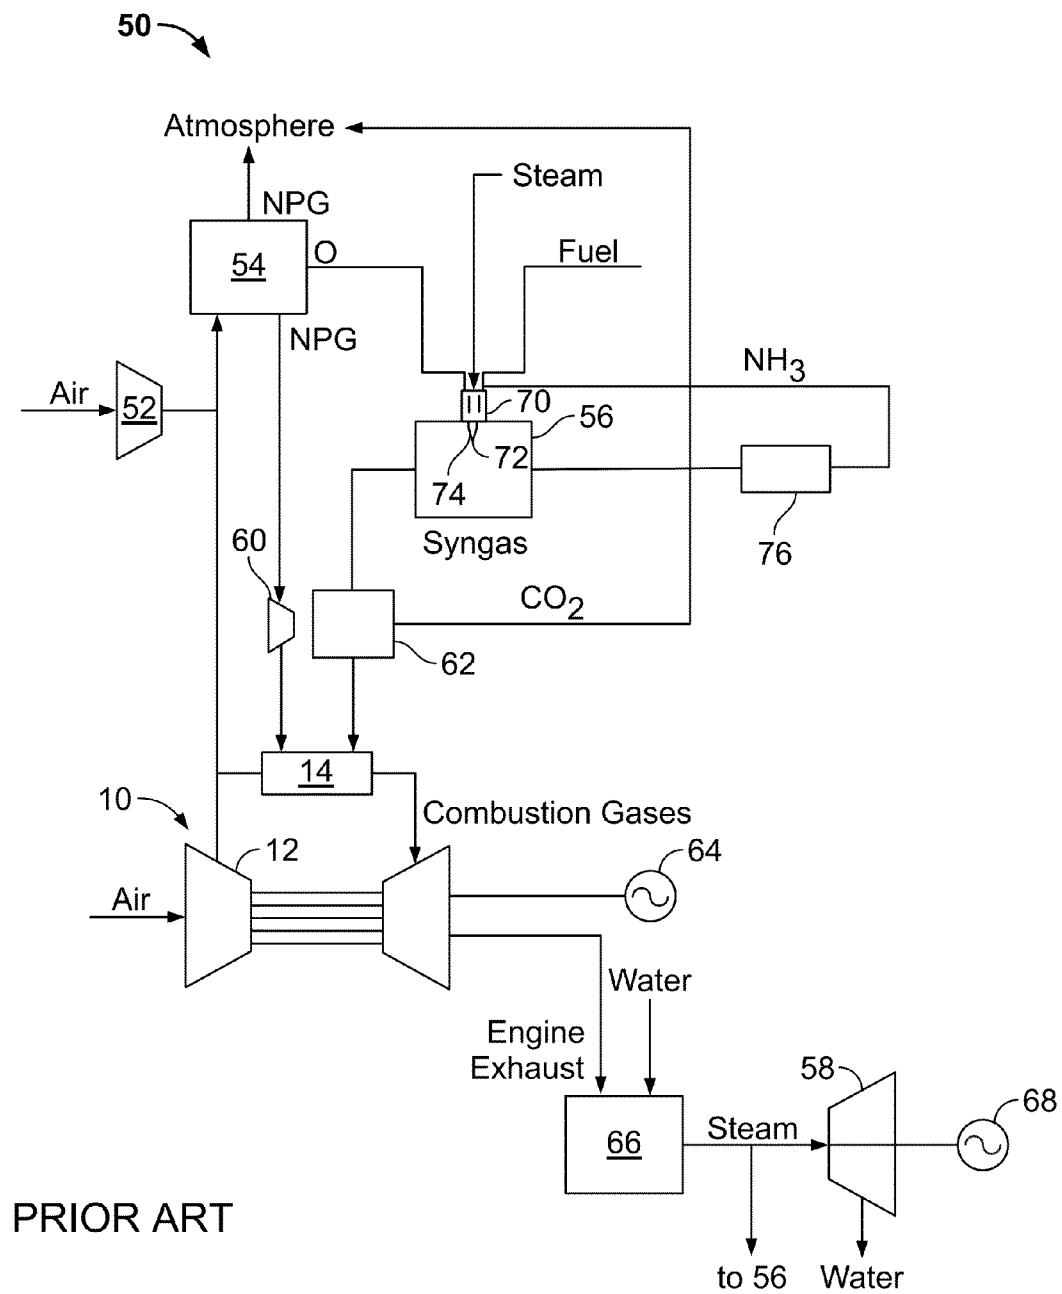 50
Atmosphere
Steam
NPG
54
O
Fuel
NPG
NH3
Air
52
70
56
72
74
76
Syngas
60
CO2
62
14
10
Combustion Gases
12
64
Air
Water
Engine
Exhaust
58
68
Steam
66
PRIOR ART
to 56
Water